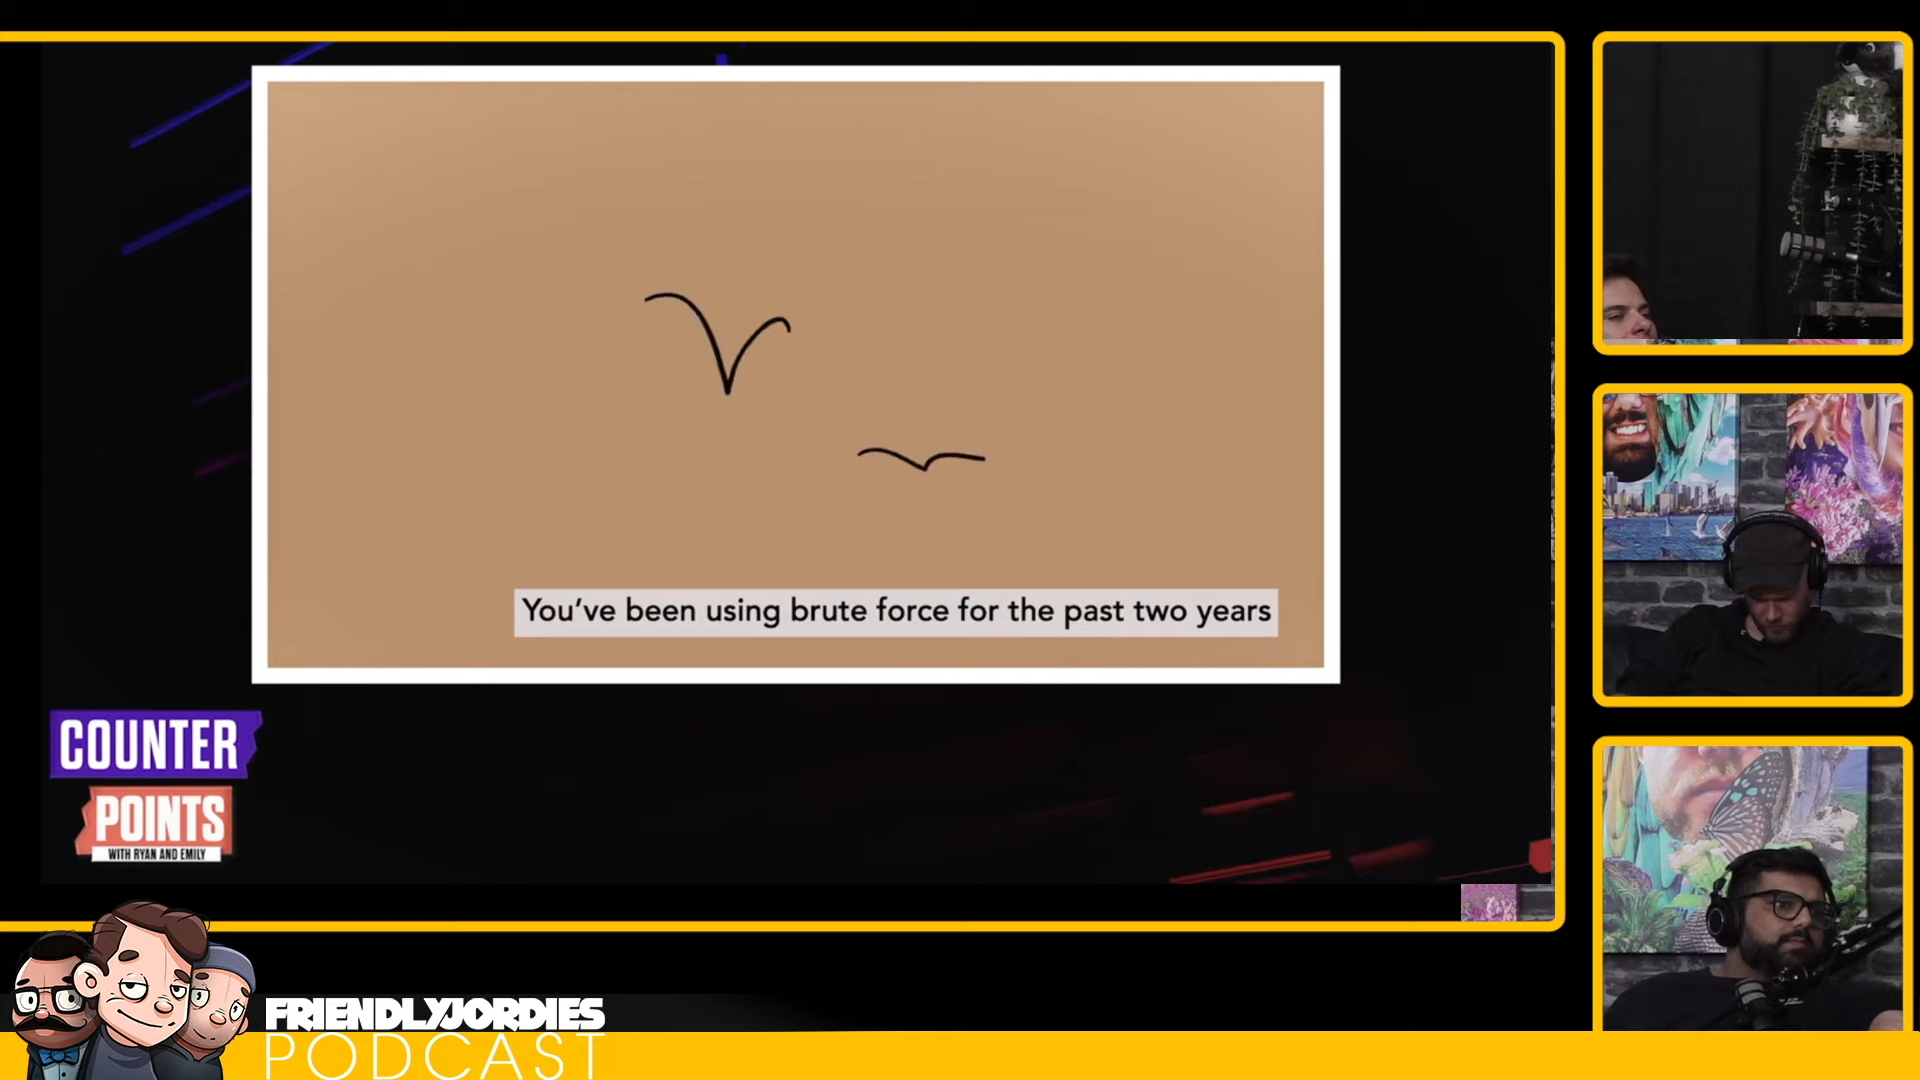 You've been using brute force for the past two years
COUNTER
POINTS
WITH RYAN AND EMILY
FRIENDLYJORDIES
PODCAST